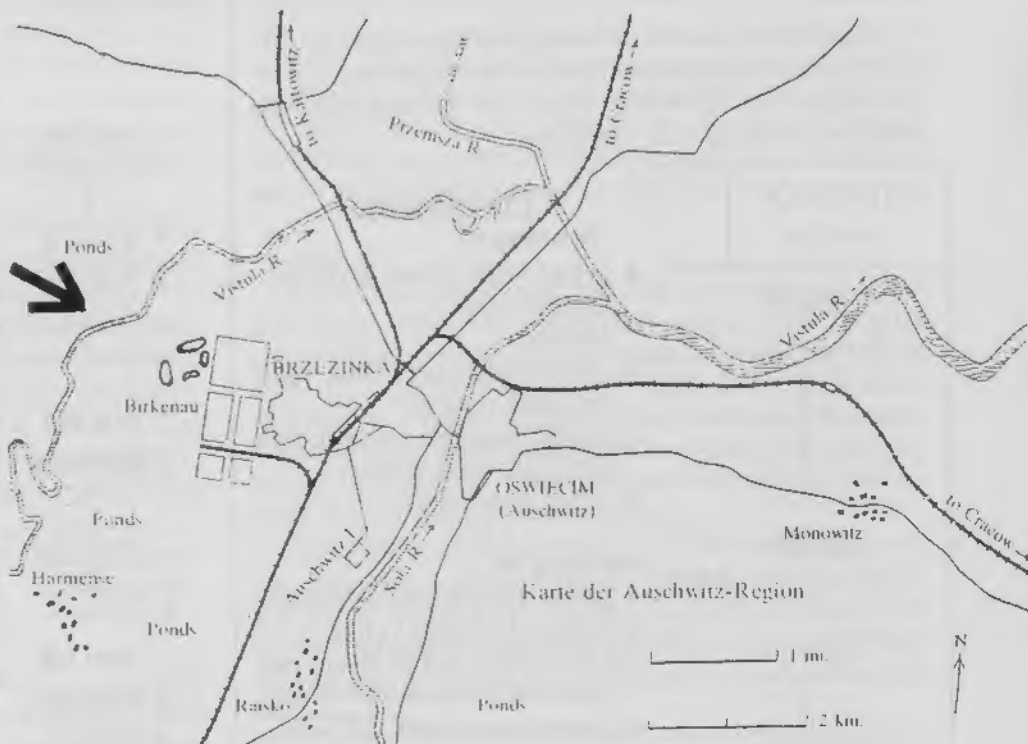 to Kattowitz
to Cracow
Przemsza R.
Ponds
Vistula R.
Vistula R.
BRZEZINKA
Birkenau
OSWIECIM
(Auschwitz)
to Cracow
Monowitz
Ponds
Auschwitz I
Sola R.
Harmense
Karte der Auschwitz-Region
Ponds
N
1 mi.
Raisko
Ponds
2 km.